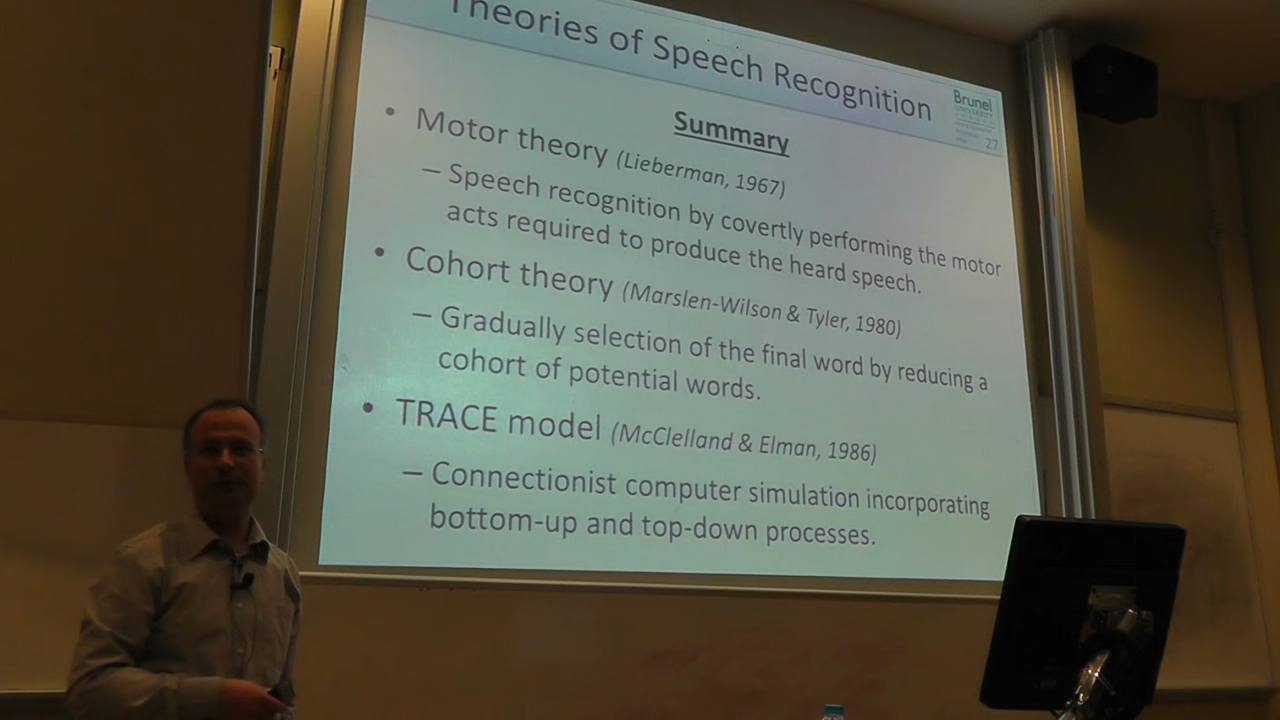 Theories of Speech Recognition
Brunel
UNIVERSITY
27
Summary
• Motor theory (Lieberman, 1967)
– Speech recognition by covertly performing the motor
acts required to produce the heard speech.
• Cohort theory (Marslen-Wilson & Tyler, 1980)
– Gradually selection of the final word by reducing a
cohort of potential words.
• TRACE model (McClelland & Elman, 1986)
– Connectionist computer simulation incorporating
bottom-up and top-down processes.